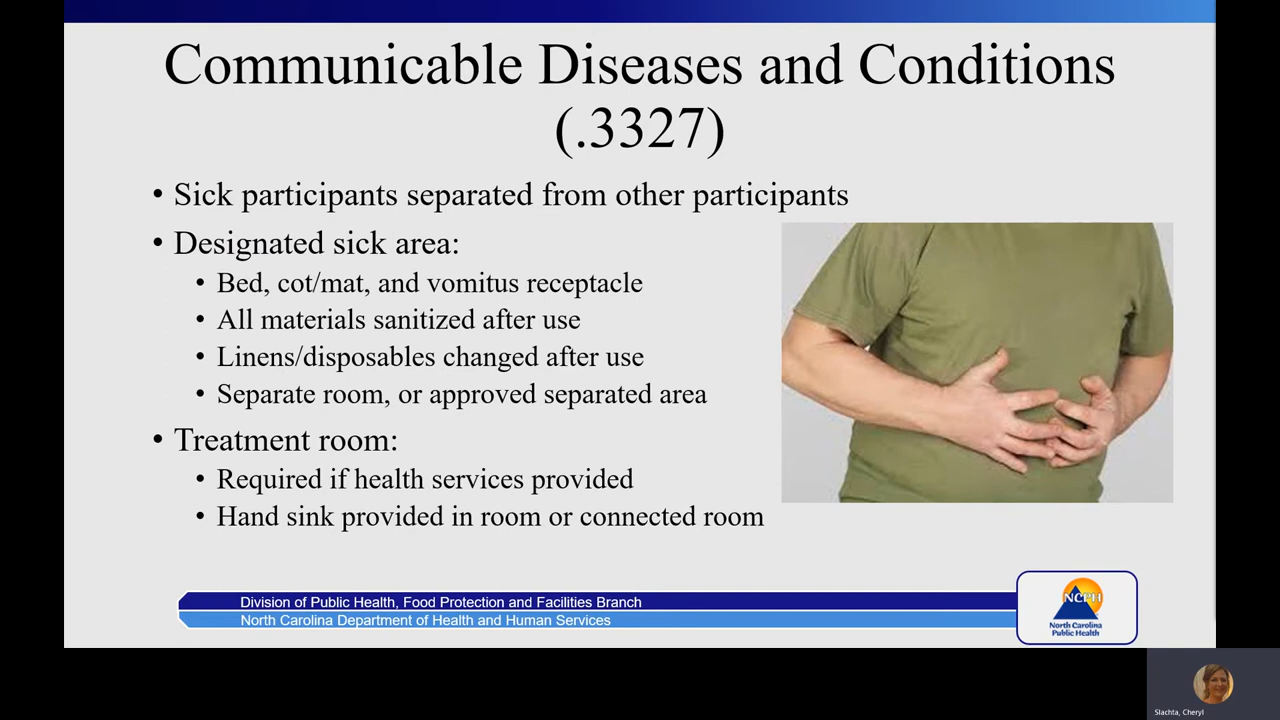 Communicable Diseases and Conditions
(.3327)
• Sick participants separated from other participants
• Designated sick area:
• Bed, cot/mat, and vomitus receptacle
• All materials sanitized after use
• Linens/disposables changed after use
• Separate room, or approved separated area
• Treatment room:
• Required if health services provided
• Hand sink provided in room or connected room
Division of Public Health, Food Protection and Facilities Branch
North Carolina Department of Health and Human Services
NCPH
North Carolina
Public Health
Slachta, Cheryl